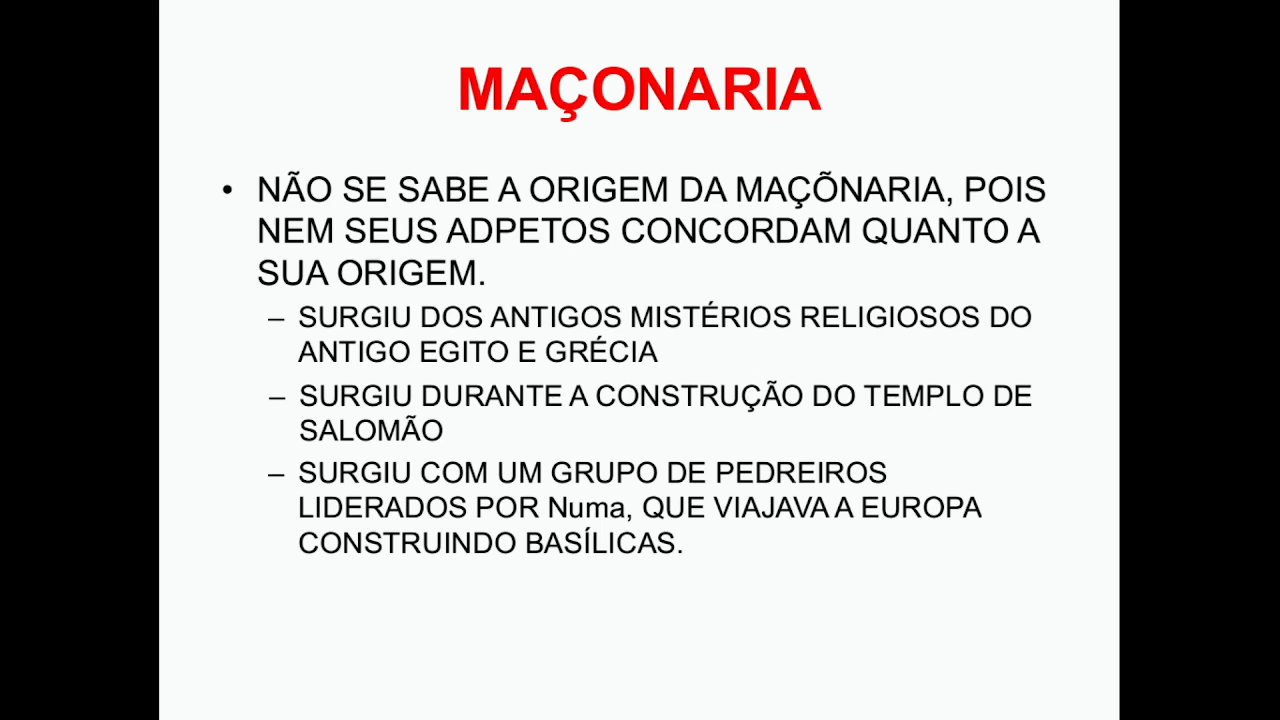 MAÇONARIA
• NÃO SE SABE A ORIGEM DA MAÇÕNARIA, POIS
NEM SEUS ADPETOS CONCORDAM QUANTO A
SUA ORIGEM.
– SURGIU DOS ANTIGOS MISTÉRIOS RELIGIOSOS DO
ANTIGO EGITO E GRÉCIA
– SURGIU DURANTE A CONSTRUÇÃO DO TEMPLO DE
SALOMÃO
– SURGIU COM UM GRUPO DE PEDREIROS
LIDERADOS POR Numa, QUE VIAJAVA A EUROPA
CONSTRUINDO BASÍLICAS.